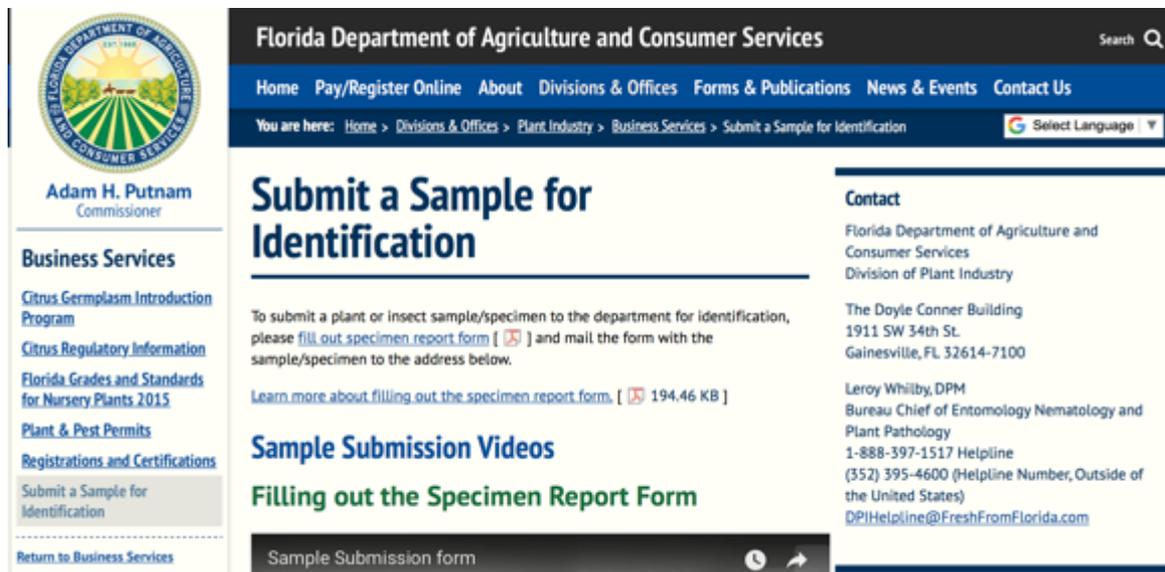 FLORIDA DEPARTMENT OF AGRICULTURE
AND CONSUMER SERVICES
EST. 1868
Adam H. Putnam
Commissioner
Business Services
Citrus Germplasm Introduction
Program
Citrus Regulatory Information
Florida Grades and Standards
for Nursery Plants 2015
Plant & Pest Permits
Registrations and Certifications
Submit a Sample for
Identification
Return to Business Services
Florida Department of Agriculture and Consumer Services
Search
Home Pay/Register Online About Divisions & Offices Forms & Publications News & Events Contact Us
You are here: Home > Divisions & Offices > Plant Industry > Business Services > Submit a Sample for Identification
G Select Language
Submit a Sample for
Identification
To submit a plant or insect sample/specimen to the department for identification,
please fill out specimen report form [ ] and mail the form with the
sample/specimen to the address below.
Learn more about filling out the specimen report form. [ 194.46 KB ]
Sample Submission Videos
Filling out the Specimen Report Form
Sample Submission form
Contact
Florida Department of Agriculture and
Consumer Services
Division of Plant Industry
The Doyle Conner Building
1911 SW 34th St.
Gainesville, FL 32614-7100
Leroy Whilby, DPM
Bureau Chief of Entomology Nematology and
Plant Pathology
1-888-397-1517 Helpline
(352) 395-4600 (Helpline Number, Outside of
the United States)
DPIHelpline@FreshFromFlorida.com